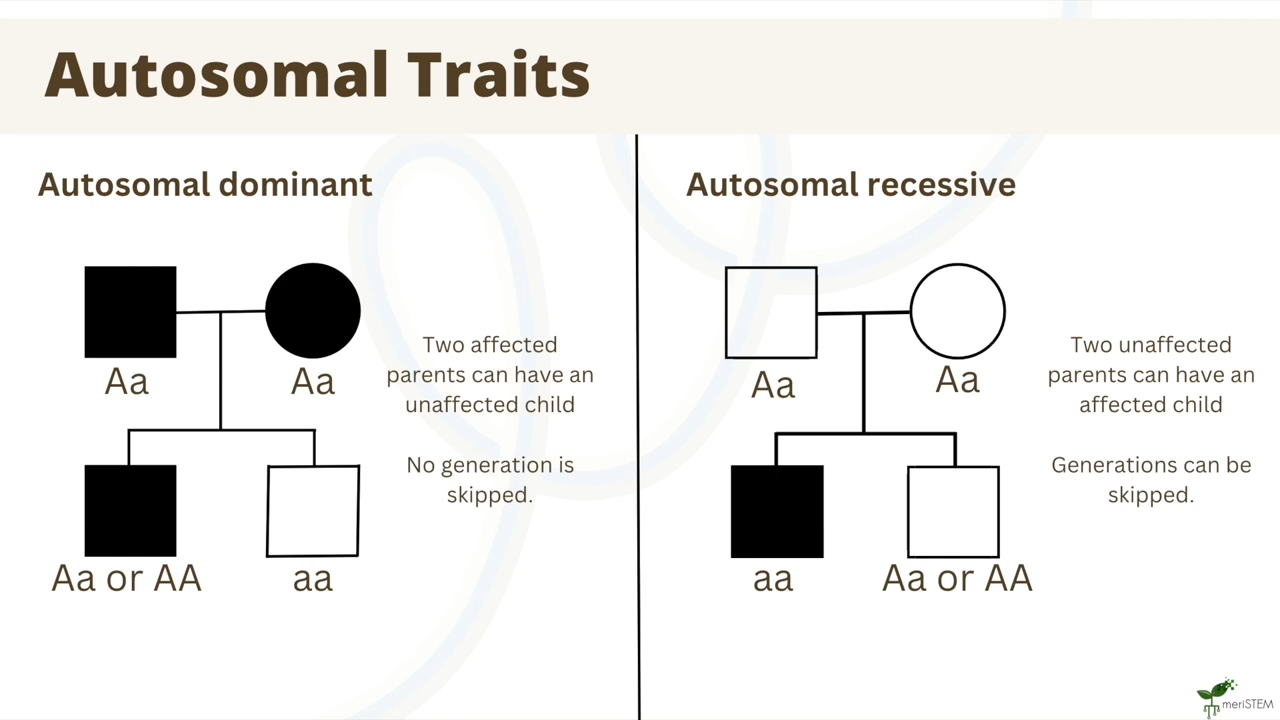 Autosomal Traits
Autosomal dominant
Aa
Aa
Two affected
parents can have an
unaffected child
No generation is
skipped.
Aa or AA
aa
Autosomal recessive
Aa
Aa
Two unaffected
parents can have an
affected child
Generations can be
skipped.
aa
Aa or AA
meriSTEM